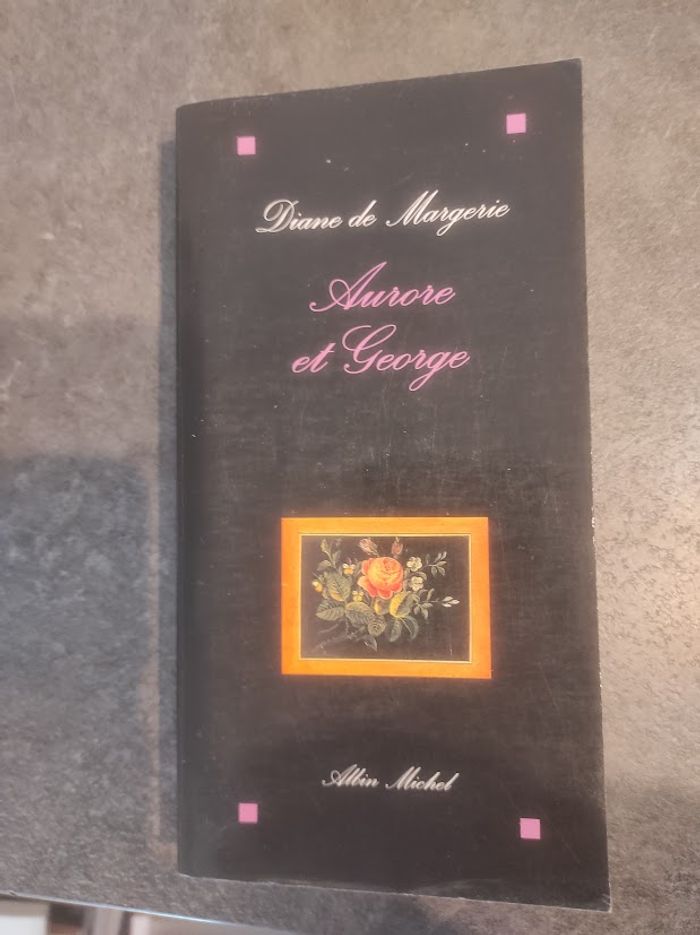 Diane de Margerie
Aurore
et George
Albin Michel